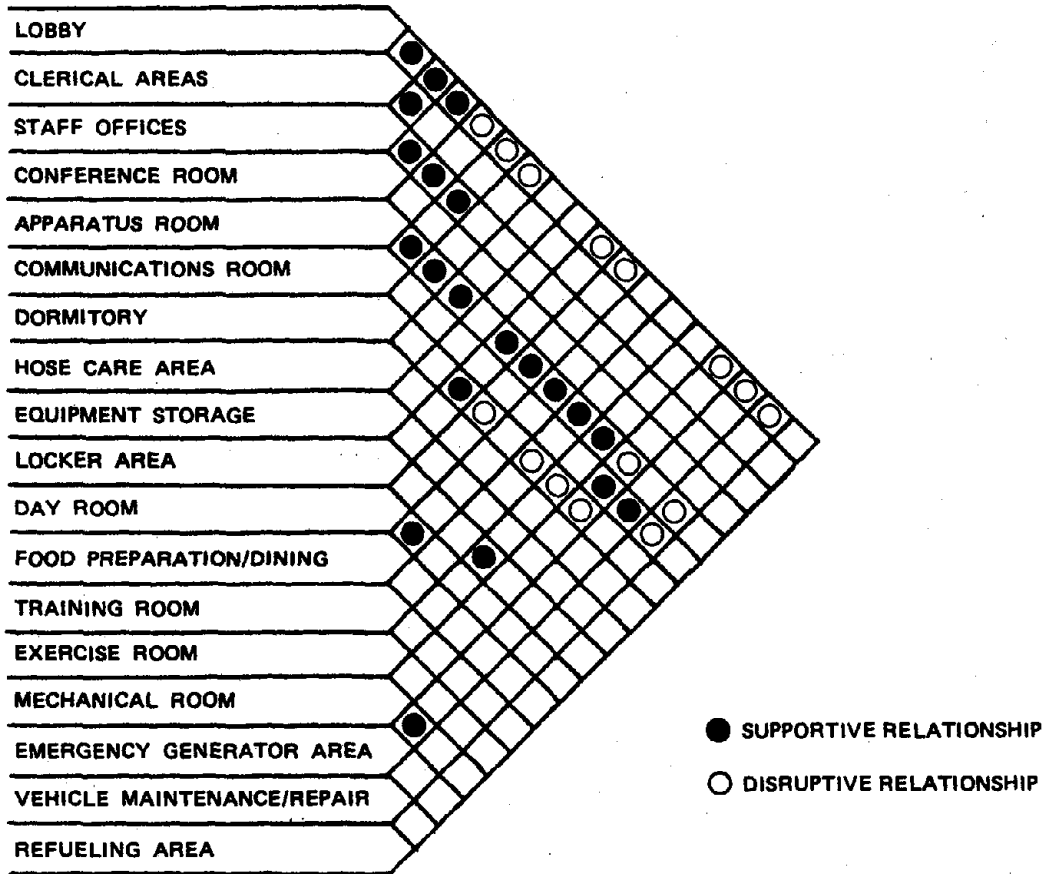 LOBBY
CLERICAL AREAS
STAFF OFFICES
CONFERENCE ROOM
APPARATUS ROOM
COMMUNICATIONS ROOM
DORMITORY
HOSE CARE AREA
EQUIPMENT STORAGE
LOCKER AREA
DAY ROOM
FOOD PREPARATION/DINING
TRAINING ROOM
EXERCISE ROOM
MECHANICAL ROOM
EMERGENCY GENERATOR AREA
VEHICLE MAINTENANCE/REPAIR
REFUELING AREA
SUPPORTIVE RELATIONSHIP
DISRUPTIVE RELATIONSHIP